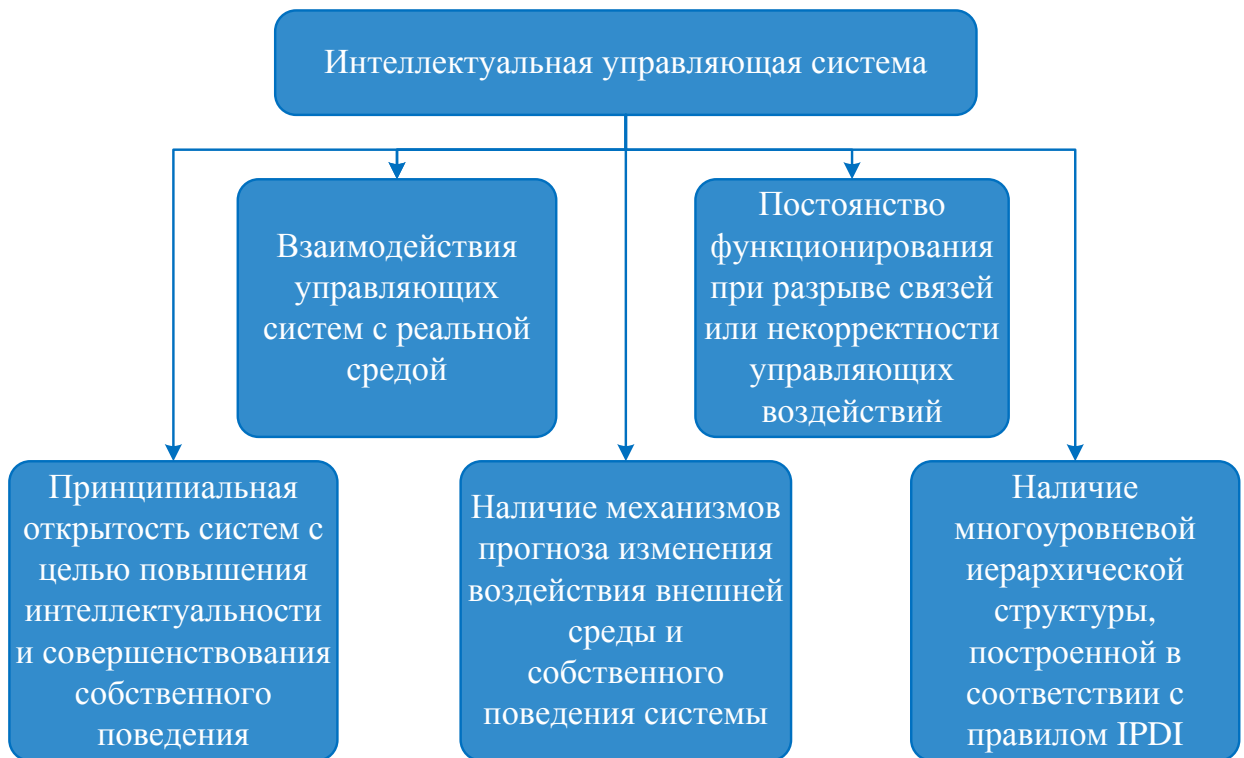 Интеллектуальная управляющая система
Взаимодействия
управляющих
систем с реальной
средой
Постоянство
функционирования
при разрыве связей
или некорректности
управляющих
воздействий
Принципиальная
открытость систем с
целью повышения
интеллектуальности
и совершенствования
собственного
поведения
Наличие механизмов
прогноза изменения
воздействия внешней
среды и
собственного
поведения системы
Наличие
многоуровневой
иерархической
структуры,
построенной в
соответствии с
правилом IPDI